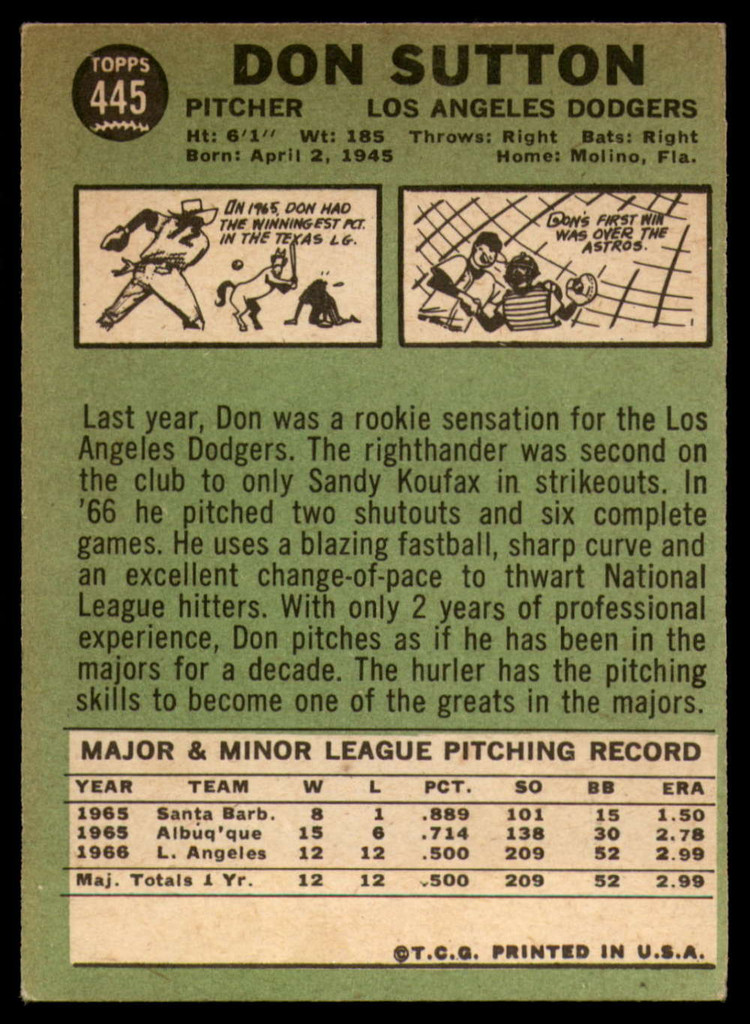 TOPPS
445
DON SUTTON
PITCHER LOS ANGELES DODGERS
Ht: 6'1" Wt: 185 Throws: Right Bats: Right
Born: April 2, 1945 Home: Molino, Fla.
IN 1965, DON HAD
THE WINNINGEST PCT.
IN THE TEXAS LG.
DON'S FIRST WIN
WAS OVER THE
ASTROS.
Last year, Don was a rookie sensation for the Los
Angeles Dodgers. The righthander was second on
the club to only Sandy Koufax in strikeouts. In
'66 he pitched two shutouts and six complete
games. He uses a blazing fastball, sharp curve and
an excellent change-of-pace to thwart National
League hitters. With only 2 years of professional
experience, Don pitches as if he has been in the
majors for a decade. The hurler has the pitching
skills to become one of the greats in the majors.
MAJOR & MINOR LEAGUE PITCHING RECORD
YEAR TEAM W L PCT. SO BB ERA
1965 Santa Barb. 8 1 .889 101 15 1.50
1965 Albuq'que 15 6 .714 138 30 2.78
1966 L. Angeles 12 12 .500 209 52 2.99
Maj. Totals 1 Yr. 12 12 .500 209 52 2.99
©T.C.G. PRINTED IN U.S.A.